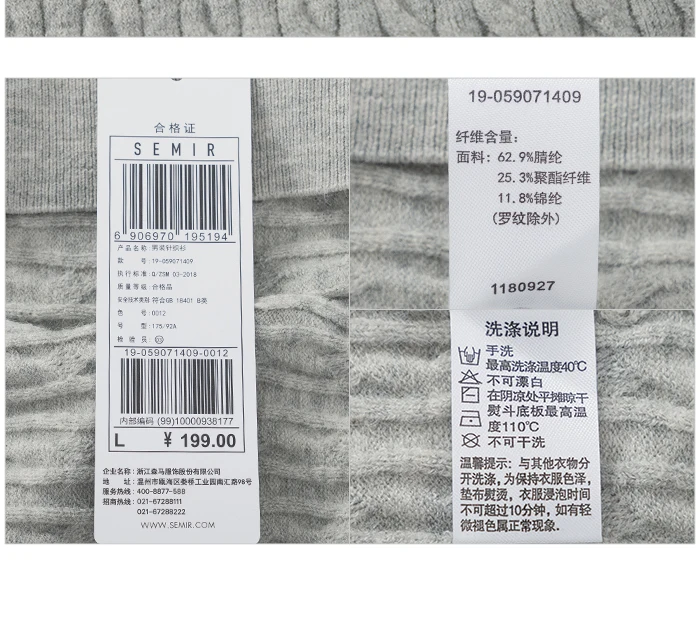 合格证
SEMIR
6 906970 195194
产品名称:男装针织衫
款 号:19-059071409
执行标准:Q/ZSM 03-2018
质量等级:合格品
安全技术类别 符合GB 18401 B类
色 号:0012
号 型:175/92A
检 验 员:
19-059071409-0012
内部编码 (99)10000938177
L ¥ 199.00
企业名称:浙江森马服饰股份有限公司
地 址:温州市瓯海区娄桥工业园南汇路98号
服务热线:400-8877-588
招商热线:021-67288111
021-67288222
WWW.SEMIR.COM
19-059071409
纤维含量:
面料:62.9%腈纶
25.3%聚酯纤维
11.8%锦纶
(罗纹除外)
1180927
洗涤说明
手洗
最高洗涤温度40℃
不可漂白
在阴凉处平摊晾干
熨斗底板最高温
度110℃
不可干洗
温馨提示:与其他衣物分
开洗涤,为保持衣服色泽,
垫布熨烫,衣服浸泡时间
不可超过10分钟,如有轻
微褪色属正常现象.